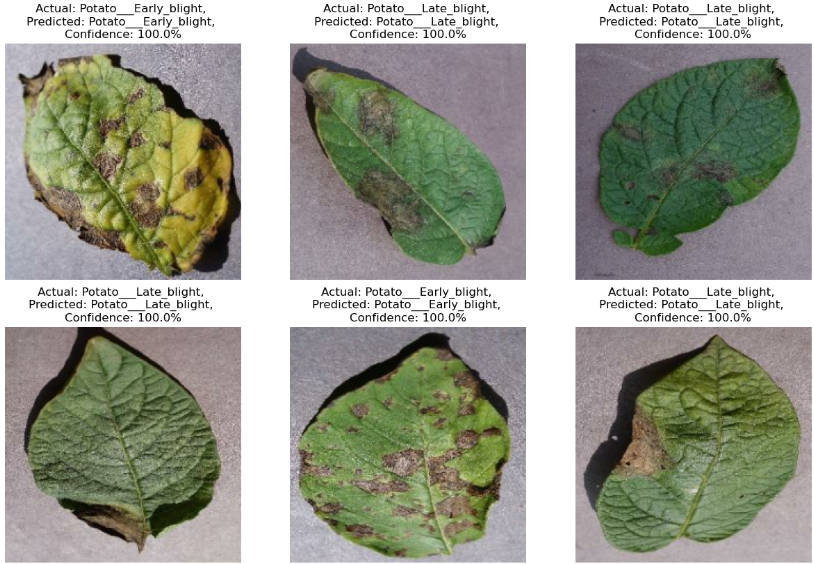 Actual: Potato___Early_blight,
Predicted: Potato___Early_blight,
Confidence: 100.0%
Actual: Potato___Late_blight,
Predicted: Potato___Late_blight,
Confidence: 100.0%
Actual: Potato___Late_blight,
Predicted: Potato___Late_blight,
Confidence: 100.0%
Actual: Potato___Late_blight,
Predicted: Potato___Late_blight,
Confidence: 100.0%
Actual: Potato___Early_blight,
Predicted: Potato___Early_blight,
Confidence: 100.0%
Actual: Potato___Late_blight,
Predicted: Potato___Late_blight,
Confidence: 100.0%